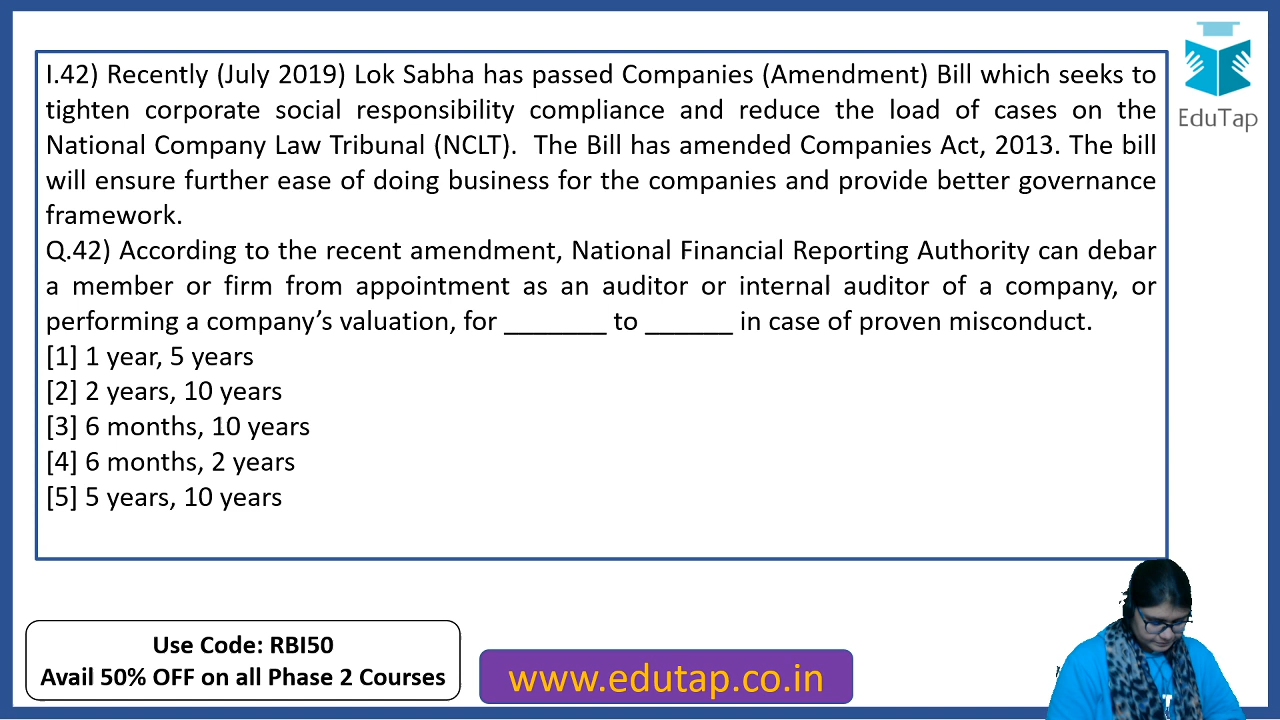 I.42) Recently (July 2019) Lok Sabha has passed Companies (Amendment) Bill which seeks to
tighten corporate social responsibility compliance and reduce the load of cases on the
National Company Law Tribunal (NCLT). The Bill has amended Companies Act, 2013. The bill
will ensure further ease of doing business for the companies and provide better governance
framework.
Q.42) According to the recent amendment, National Financial Reporting Authority can debar
a member or firm from appointment as an auditor or internal auditor of a company, or
performing a company’s valuation, for _______ to ______ in case of proven misconduct.
[1] 1 year, 5 years
[2] 2 years, 10 years
[3] 6 months, 10 years
[4] 6 months, 2 years
[5] 5 years, 10 years
EduTap
Use Code: RBI50
Avail 50% OFF on all Phase 2 Courses
www.edutap.co.in